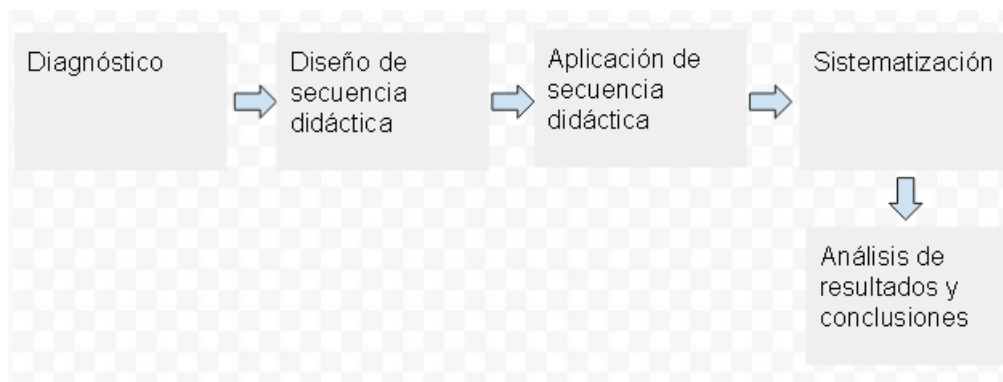 Diagnóstico
Diseño de
secuencia
didáctica
Aplicación de
secuencia
didáctica
Sistematización
Análisis de
resultados y
conclusiones